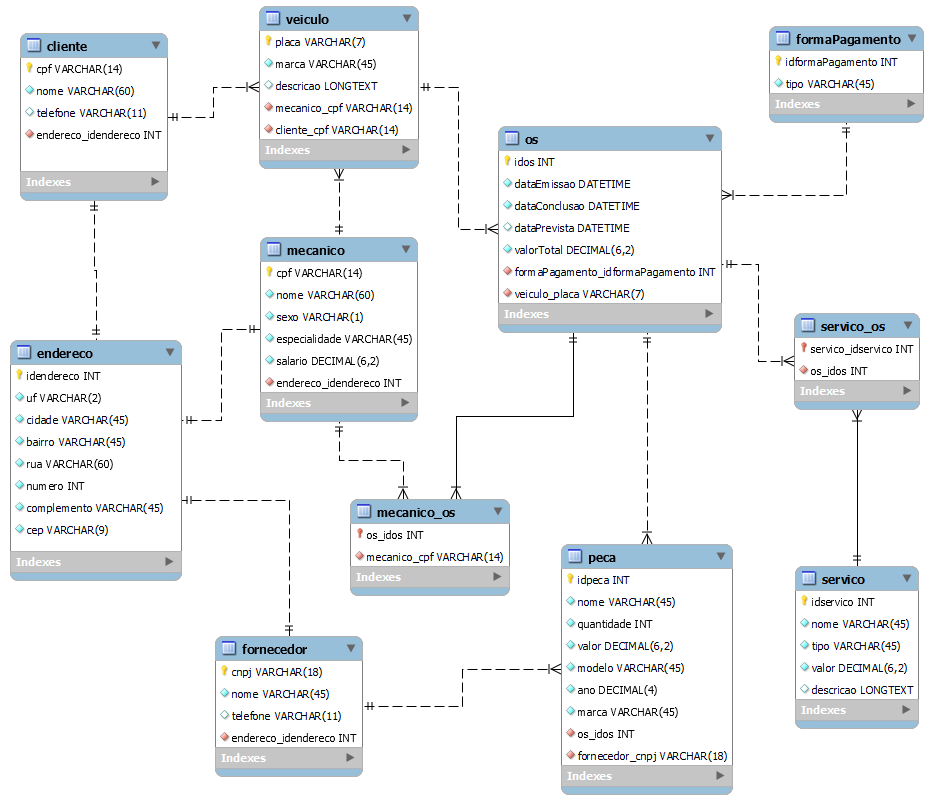 cliente
cpf VARCHAR(14)
nome VARCHAR(60)
telefone VARCHAR(11)
endereco_idendereco INT
Indexes
veiculo
placa VARCHAR(7)
marca VARCHAR(45)
descricao LONGTEXT
mecanico_cpf VARCHAR(14)
cliente_cpf VARCHAR(14)
Indexes
formaPagamento
idformaPagamento INT
tipo VARCHAR(45)
Indexes
os
idos INT
dataEmissao DATETIME
dataConclusao DATETIME
dataPrevista DATETIME
valorTotal DECIMAL(6,2)
formaPagamento_idformaPagamento INT
veiculo_placa VARCHAR(7)
Indexes
mecanico
cpf VARCHAR(14)
nome VARCHAR(60)
sexo VARCHAR(1)
especialidade VARCHAR(45)
salario DECIMAL(6,2)
endereco_idendereco INT
Indexes
servico_os
servico_idservico INT
os_idos INT
Indexes
endereco
idendereco INT
uf VARCHAR(2)
cidade VARCHAR(45)
bairro VARCHAR(45)
rua VARCHAR(60)
numero INT
complemento VARCHAR(45)
cep VARCHAR(9)
Indexes
mecanico_os
os_idos INT
mecanico_cpf VARCHAR(14)
Indexes
peca
idpeca INT
nome VARCHAR(45)
quantidade INT
valor DECIMAL(6,2)
modelo VARCHAR(45)
ano DECIMAL(4)
marca VARCHAR(45)
os_idos INT
fornecedor_cnpj VARCHAR(18)
Indexes
servico
idservico INT
nome VARCHAR(45)
tipo VARCHAR(45)
valor DECIMAL(6,2)
descricao LONGTEXT
Indexes
fornecedor
cnpj VARCHAR(18)
nome VARCHAR(45)
telefone VARCHAR(11)
endereco_idendereco INT
Indexes